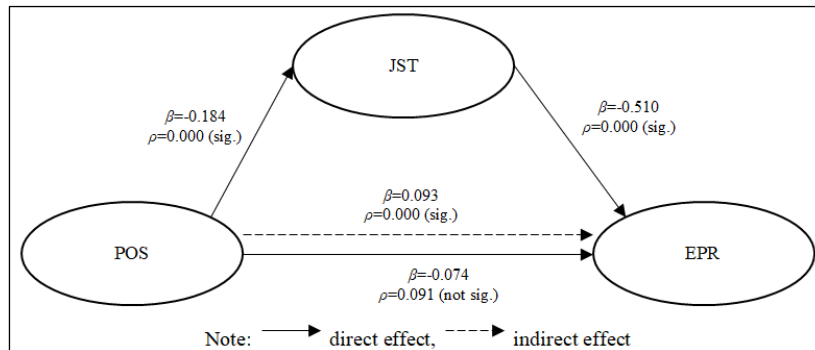 JST
β=-0.184
ρ=0.000 (sig.)
β=-0.510
ρ=0.000 (sig.)
β=0.093
ρ=0.000 (sig.)
POS
EPR
β=-0.074
ρ=0.091 (not sig.)
Note: direct effect, indirect effect